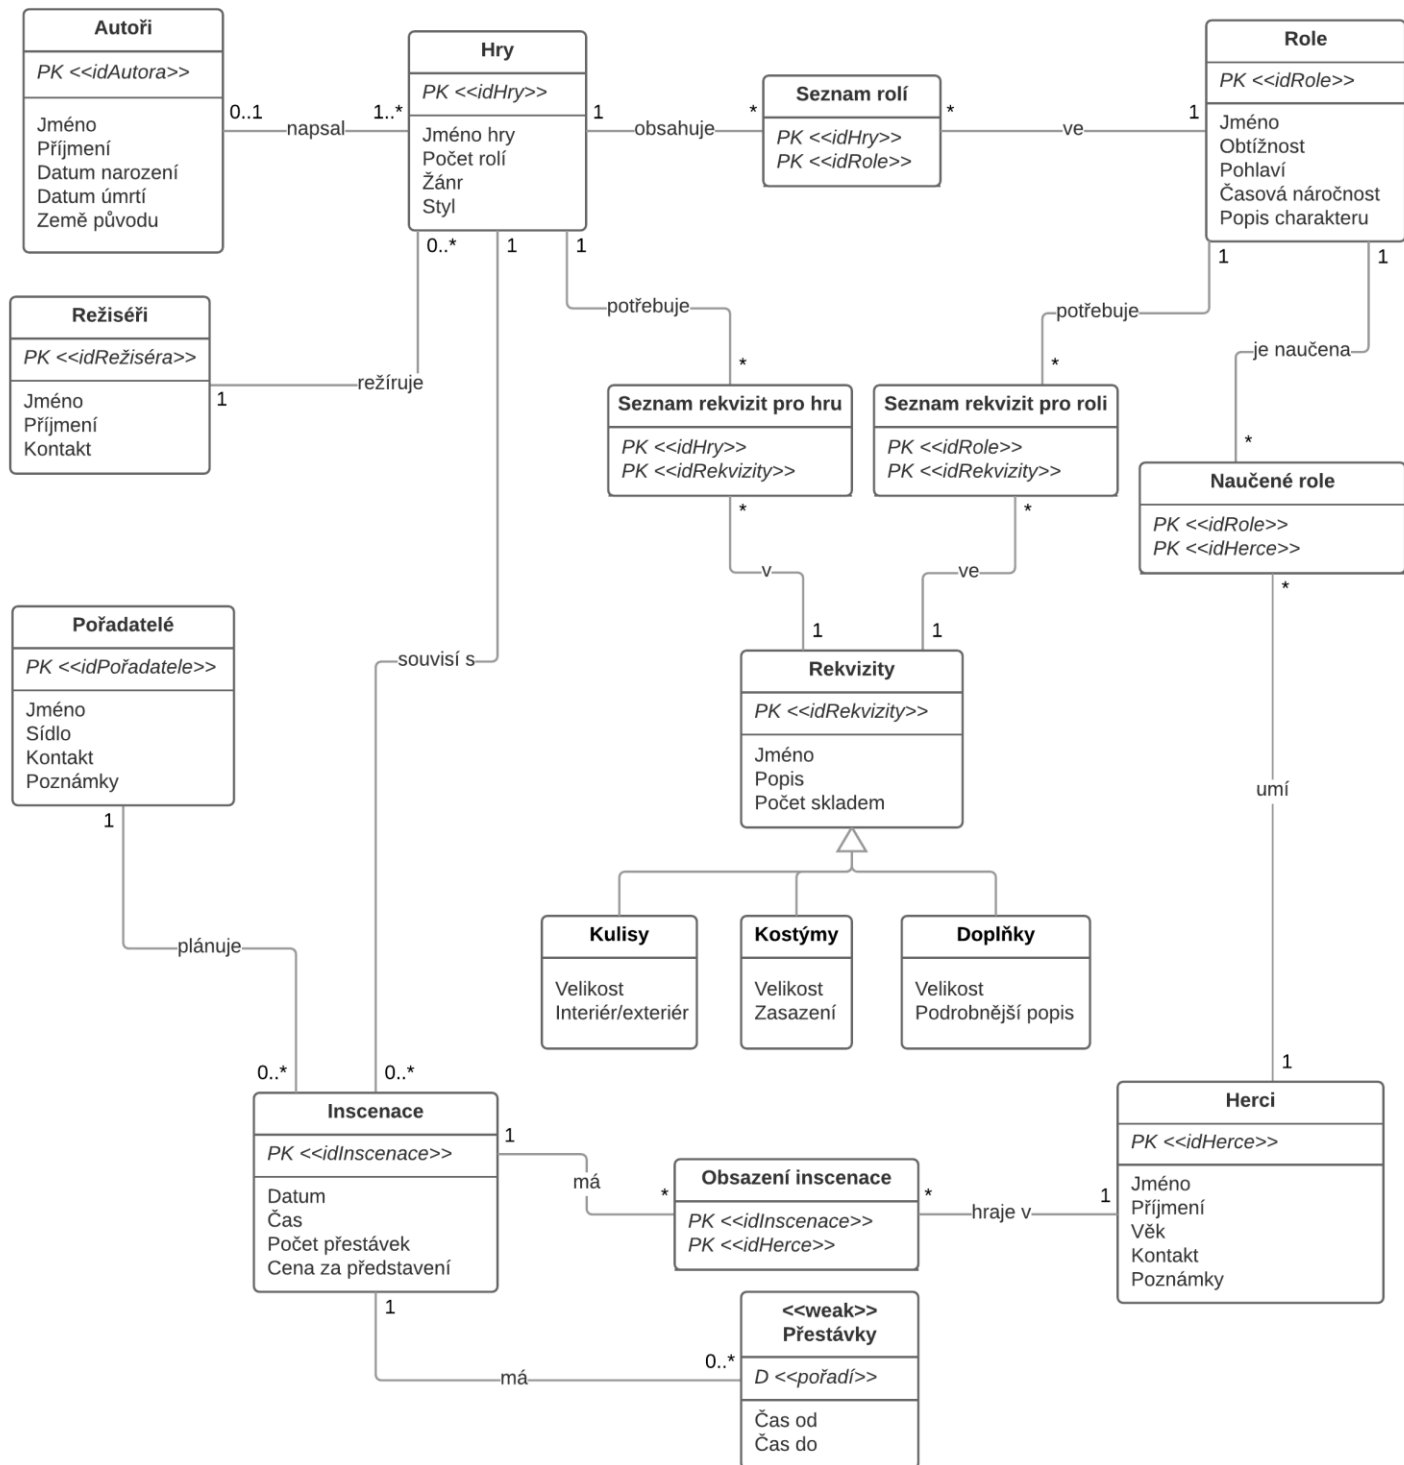 Autoři
PK <<idAutora>>
Jméno
Příjmení
Datum narození
Datum úmrtí
Země původu
0..1
napsal
1..*
Hry
PK <<idHry>>
Jméno hry
Počet rolí
Žánr
Styl
1
obsahuje
*
Seznam rolí
PK <<idHry>>
PK <<idRole>>
*
ve
1
Role
PK <<idRole>>
Jméno
Obtížnost
Pohlaví
Časová náročnost
Popis charakteru
0..*
1
1
1
1
Režiséři
PK <<idRežiséra>>
Jméno
Příjmení
Kontakt
1
režíruje
potřebuje
*
potřebuje
*
je naučena
*
Seznam rekvizit pro hru
PK <<idHry>>
PK <<idRekvizity>>
*
v
1
Seznam rekvizit pro roli
PK <<idRole>>
PK <<idRekvizity>>
*
ve
1
Naučené role
PK <<idRole>>
PK <<idHerce>>
*
umí
1
Pořadatelé
PK <<idPořadatele>>
Jméno
Sídlo
Kontakt
Poznámky
1
plánuje
0..*
souvisí s
0..*
Rekvizity
PK <<idRekvizity>>
Jméno
Popis
Počet skladem
Kulisy
Velikost
Interiér/exteriér
Kostýmy
Velikost
Zasazení
Doplňky
Velikost
Podrobnější popis
Inscenace
PK <<idInscenace>>
Datum
Čas
Počet přestávek
Cena za představení
1
má
*
Obsazení inscenace
PK <<idInscenace>>
PK <<idHerce>>
*
hraje v
1
Herci
PK <<idHerce>>
Jméno
Příjmení
Věk
Kontakt
Poznámky
1
má
0..*
<<weak>>
Přestávky
D <<pořadí>>
Čas od
Čas do